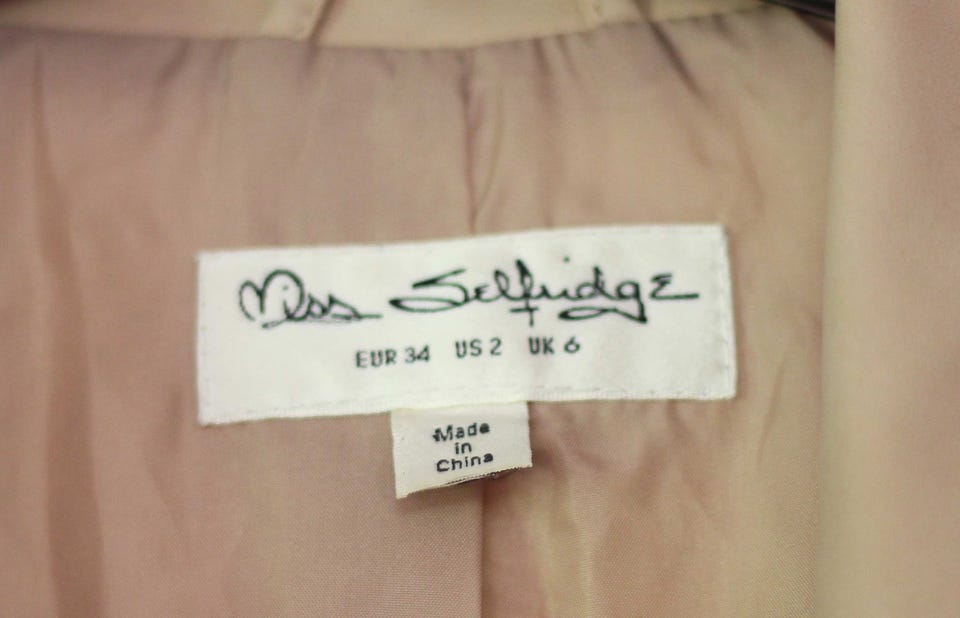 Miss Selfridge
EUR 34 US 2 UK 6
Made
in
China